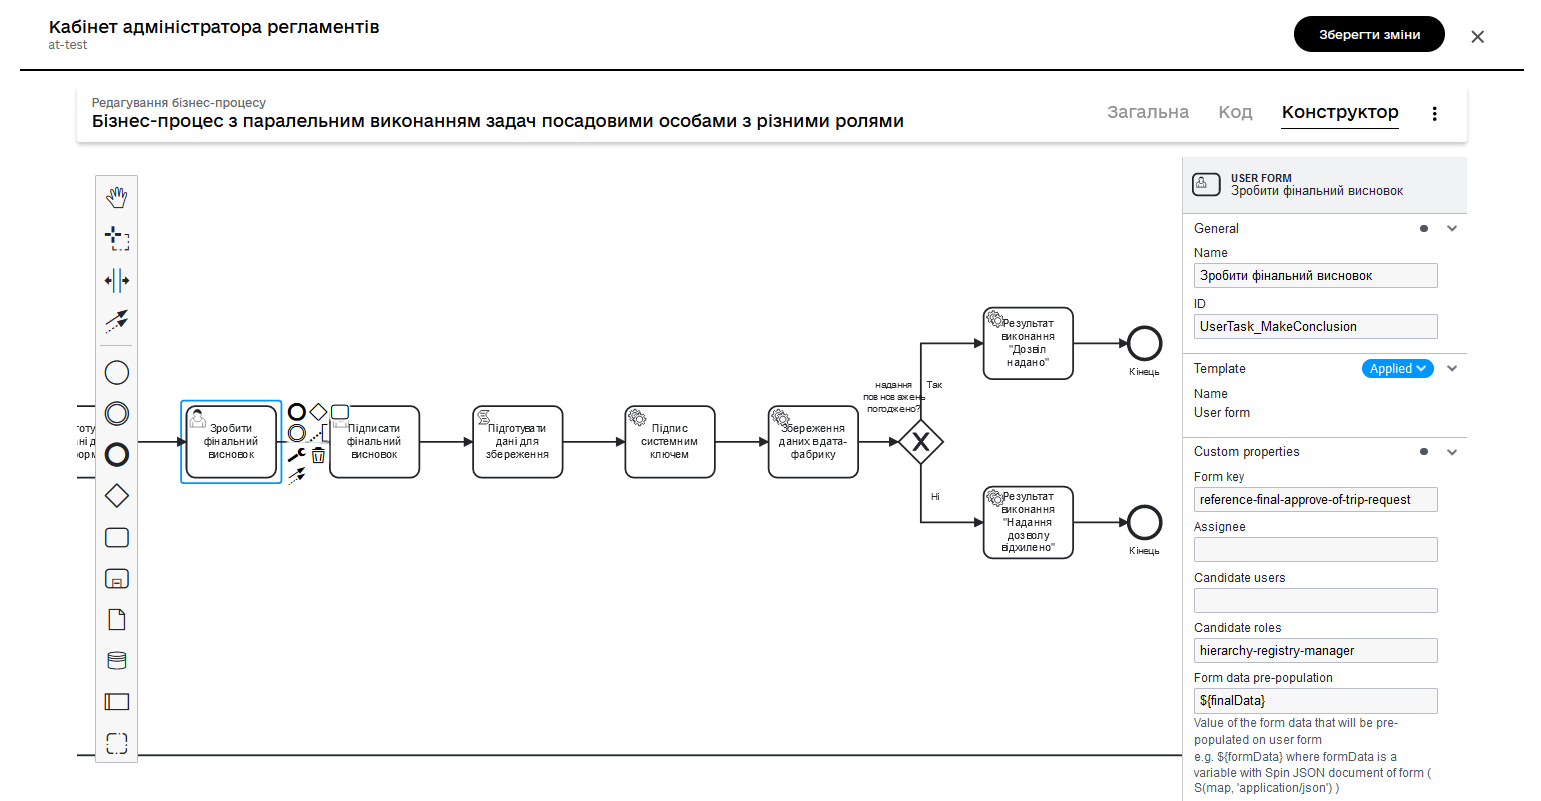 Кабінет адміністратора регламентів
at-test
Зберегти зміни
Редагування бізнес-процесу
Бізнес-процес з паралельним виконанням задач посадовими особами з різними ролями
Загальна
Код
Конструктор
Зробити
фінальний
висновок
Підписати
фінальний
висновок
Підготувати
дані для
збереження
Підпис
системним
ключем
Збереження
даних в дата-
фабрику
надання
повноважень
погоджено?
Так
Ні
Результат
виконання
"Дозвіл
надано"
Кінець
Результат
виконання
"Надання
дозволу
відхилено"
Кінець
USER FORM
Зробити фінальний висновок
General
Name
Зробити фінальний висновок
ID
UserTask_MakeConclusion
Template
Applied
Name
User form
Custom properties
Form key
reference-final-approve-of-trip-request
Assignee
Candidate users
Candidate roles
hierarchy-registry-manager
Form data pre-population
${finalData}
Value of the form data that will be pre-
populated on user form
e.g. ${formData} where formData is a
variable with Spin JSON document of form (
S(map, 'application/json') )